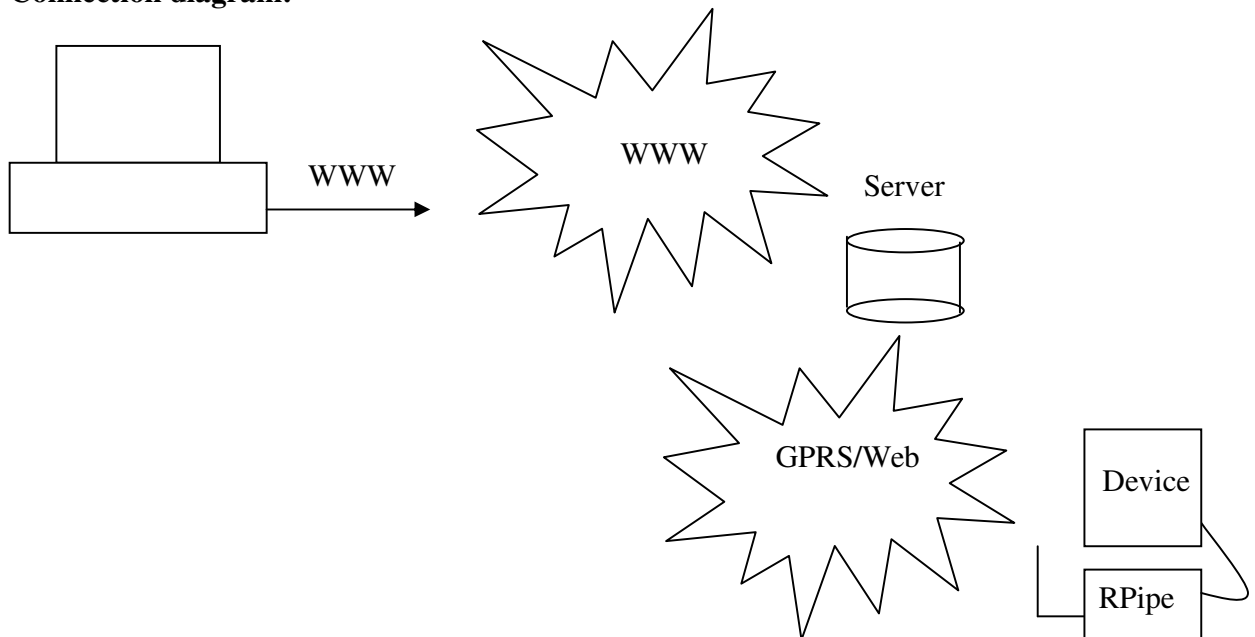 Connection diagram:
WWW
WWW
Server
GPRS/Web
Device
RPipe